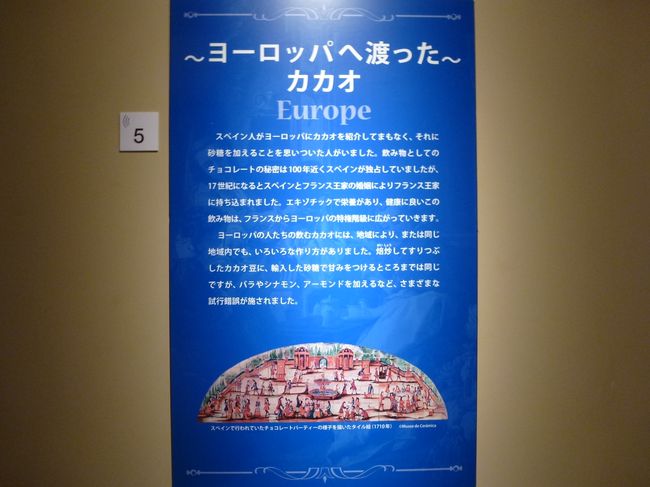 ～ヨーロッパへ渡った～
カカオ
Europe
5
スペイン人がヨーロッパにカカオを紹介してまもなく、それに
砂糖を加えることを思いついた人がいました。飲み物としての
チョコレートの秘密は100年近くスペインが独占していましたが、
17世紀になるとスペインとフランス王家の婚姻によりフランス王家
に持ち込まれました。エキゾチックで栄養があり、健康に良いこの
飲み物は、フランスからヨーロッパの特権階級に広がっていきます。
ヨーロッパの人たちの飲むカカオには、地域により、または同じ
地域内でも、いろいろな作り方がありました。焙炒してすりつぶ
したカカオ豆に、輸入した砂糖で甘みをつけるところまでは同じ
ですが、バラやシナモン、アーモンドを加えるなど、さまざまな
試行錯誤が施されました。
スペインで行われていたチョコレートパーティーの様子を描いたタイル絵（1710年） ©Museo de Cerámica